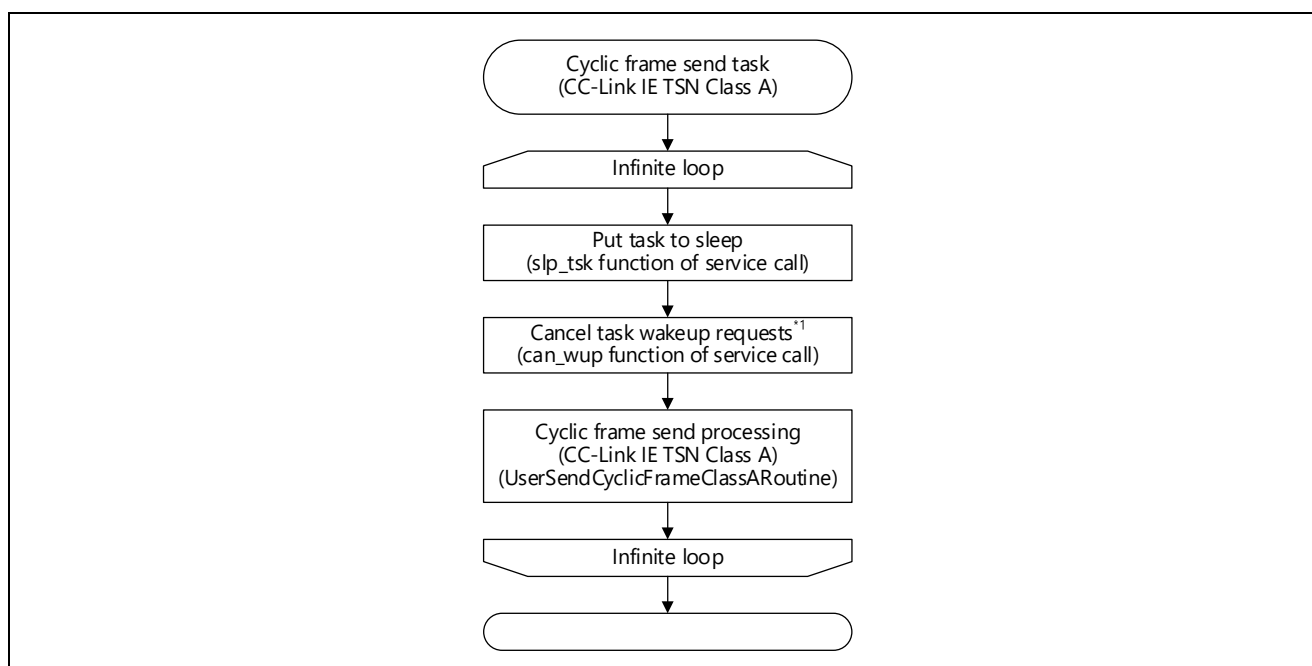 Cyclic frame send task
(CC-Link IE TSN Class A)
Infinite loop
Put task to sleep
(slp_tsk function of service call)
Cancel task wakeup requests*1
(can_wup function of service call)
Cyclic frame send processing
(CC-Link IE TSN Class A)
(UserSendCyclicFrameClassARoutine)
Infinite loop